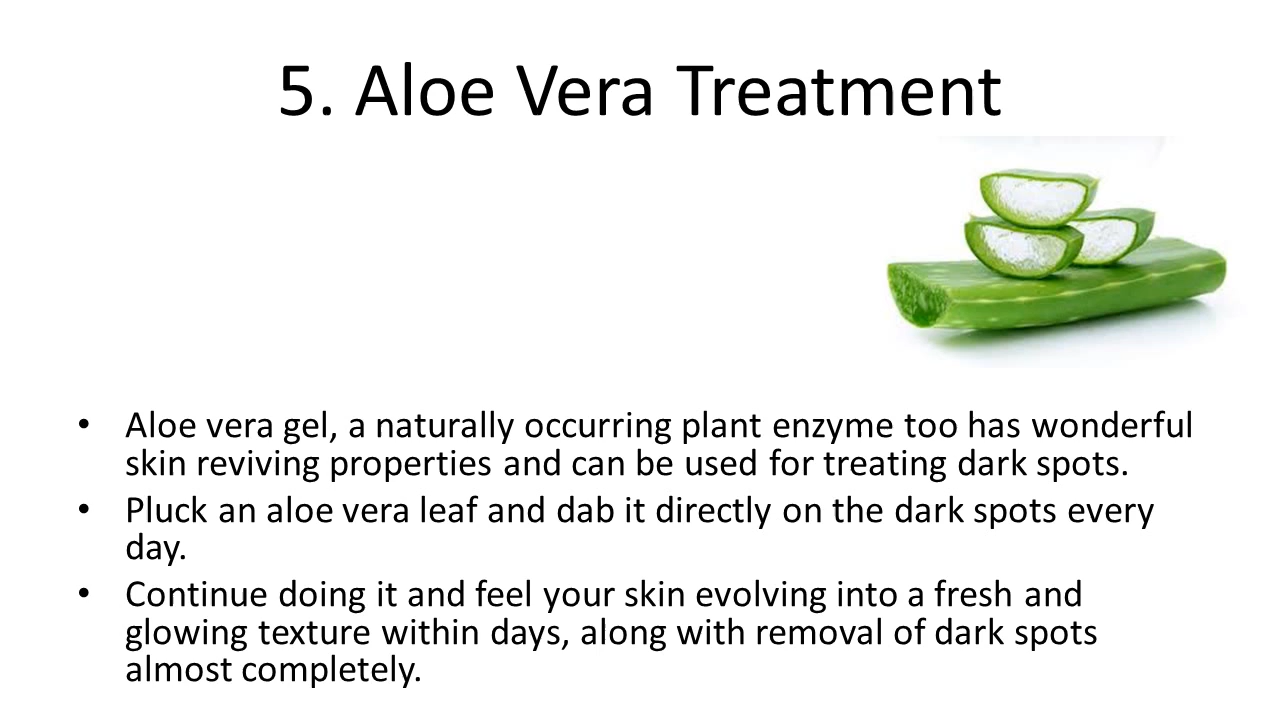 5. Aloe Vera Treatment
• Aloe vera gel, a naturally occurring plant enzyme too has wonderful
skin reviving properties and can be used for treating dark spots.
• Pluck an aloe vera leaf and dab it directly on the dark spots every
day.
• Continue doing it and feel your skin evolving into a fresh and
glowing texture within days, along with removal of dark spots
almost completely.